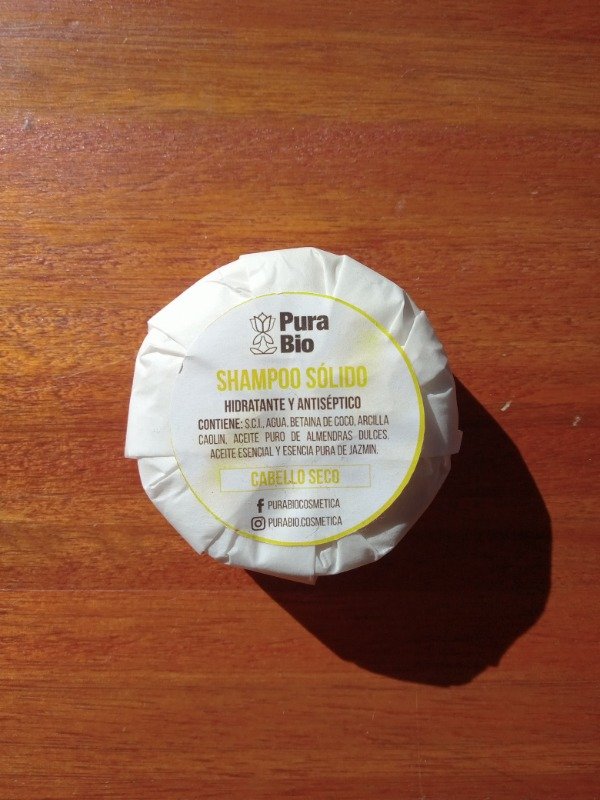 Pura
Bio
SHAMPOO SÓLIDO
HIDRATANTE Y ANTISÉPTICO
CONTIENE: S.C.I., AGUA, BETAINA DE COCO, ARCILLA
CAOLIN, ACEITE PURO DE ALMENDRAS DULCES,
ACEITE ESENCIAL Y ESENCIA PURA DE JAZMIN.
CABELLO SECO
PURABIOCOSMETICA
PURABIO.COSMETICA